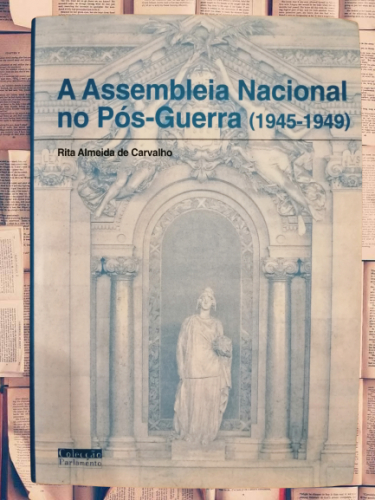 A Assembleia Nacional
no Pós-Guerra (1945-1949)
Rita Almeida de Carvalho
Colecção
Parlamento